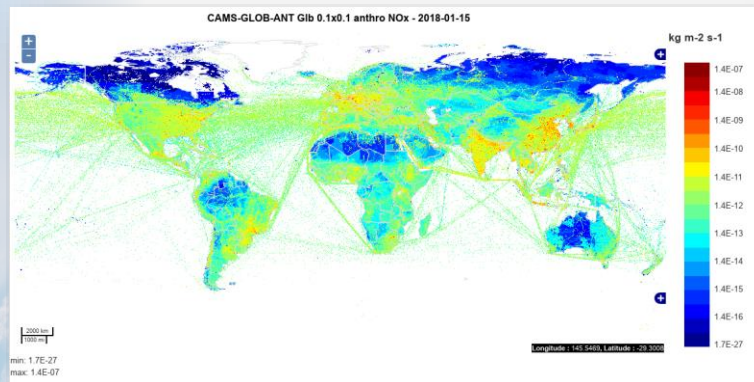 CAMS-GLOB-ANT Glb 0.1x0.1 anthro NOx - 2018-01-15
kg m-2 s-1
+
−
+
1.4E-07
1.4E-08
1.4E-09
1.4E-10
1.4E-11
1.4E-12
1.4E-13
1.4E-14
1.4E-15
1.4E-16
1.7E-27
+
2000 km
1000 mi
Longitude : 145.5469, Latitude : -29.3008
min: 1.7E-27
max: 1.4E-07